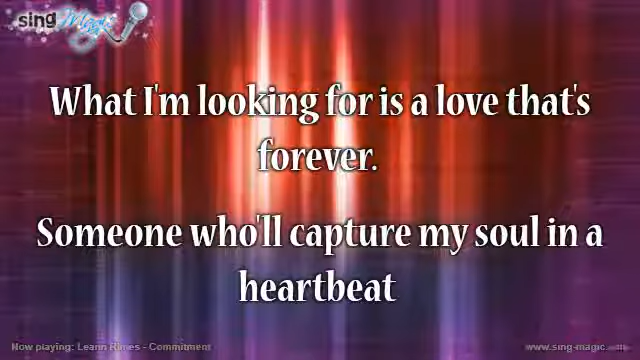 sing
Magic
What I'm looking for is a love that's
forever.
Someone who'll capture my soul in a
heartbeat
Now playing: Leann Rimes - Commitment
www.sing-magic.com